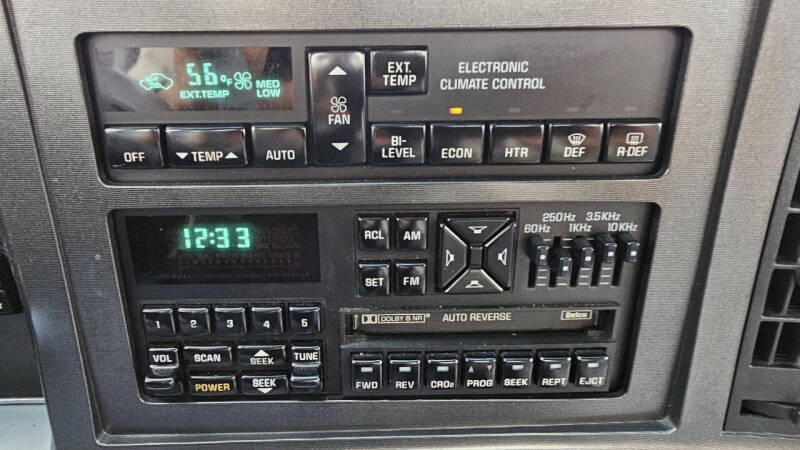 56°F MED
EXT.TEMP LOW
EXT.
TEMP
ELECTRONIC
CLIMATE CONTROL
FAN
OFF
TEMP
AUTO
BI-
LEVEL
ECON
HTR
DEF
R-DEF
12:33
RCL AM
SET FM
250Hz 3.5KHz
60Hz 1KHz 10KHz
1 2 3 4 5
DOLBY B NR® AUTO REVERSE Delco
VOL SCAN SEEK TUNE
POWER SEEK
FWD REV CRO2 PROG SEEK REPT EJCT